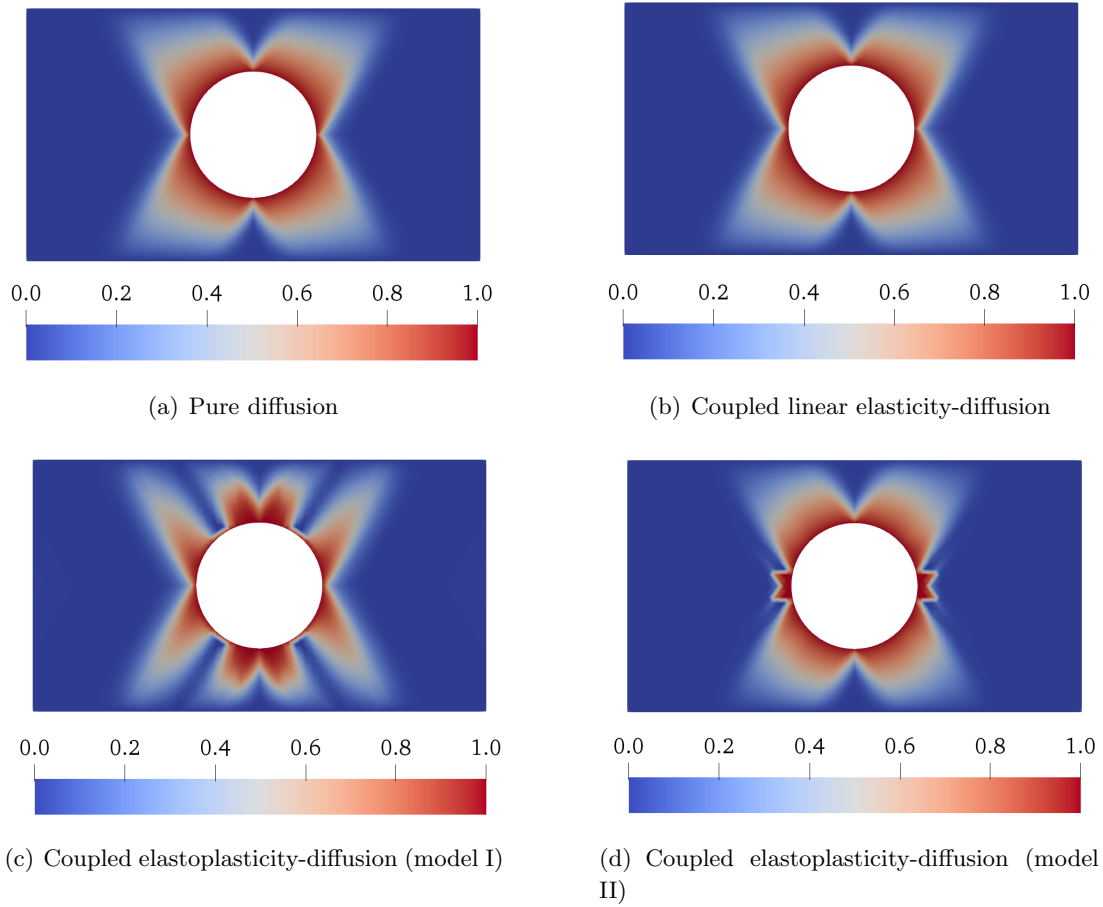 0.0 0.2 0.4 0.6 0.8 1.0
0.0 0.2 0.4 0.6 0.8 1.0
(a) Pure diffusion
(b) Coupled linear elasticity-diffusion
0.0 0.2 0.4 0.6 0.8 1.0
0.0 0.2 0.4 0.6 0.8 1.0
(c) Coupled elastoplasticity-diffusion (model I)
(d) Coupled elastoplasticity-diffusion (model
II)